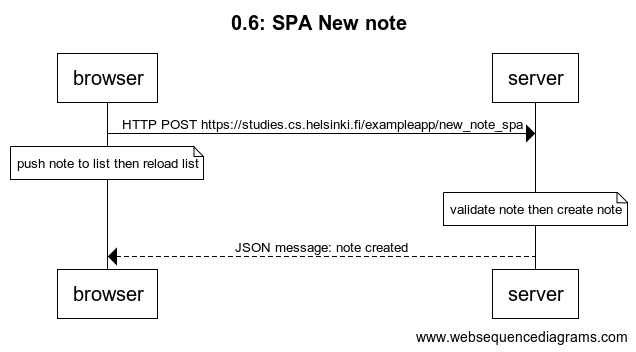 0.6: SPA New note
browser
server
HTTP POST https://studies.cs.helsinki.fi/exampleapp/new_note_spa
push note to list then reload list
validate note then create note
JSON message: note created
browser
server
www.websequencediagrams.com